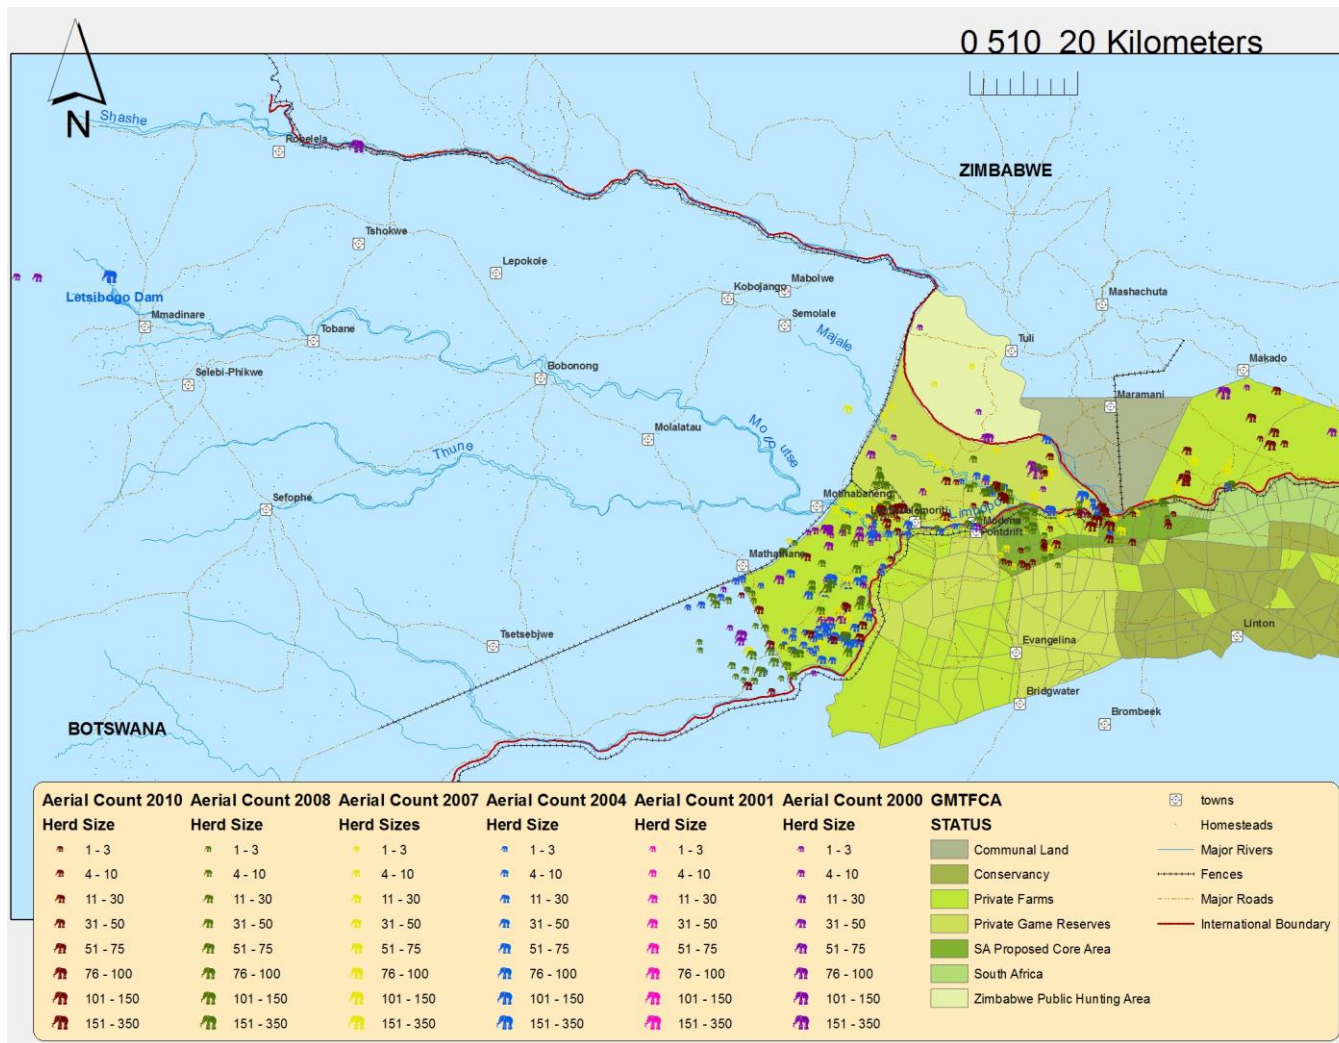 0 510 20 Kilometers
N
Shashe
Robelela
ZIMBABWE
Tshokwe
Lepokole
Mabolwe
Kobojango
Mashachuta
Letsibogo Dam
Mmadinare
Semolale
Majale
Tobane
Tuli
Makado
Selebi-Phikwe
Bobonong
Maramani
Molalatau
Thune
Sefophe
Motlhabaneng
Limpopo
Modena
Pontdrift
Mathathane
Tsetsebjwe
Linton
Evangelina
Bridgwater
Brombeek
BOTSWANA
Aerial Count 2010 Aerial Count 2008 Aerial Count 2007 Aerial Count 2004 Aerial Count 2001 Aerial Count 2000 GMTFCA towns
Herd Size Herd Size Herd Sizes Herd Size Herd Size Herd Size STATUS Homesteads
1 - 3 1 - 3 1 - 3 1 - 3 1 - 3 1 - 3 Communal Land Major Rivers
4 - 10 4 - 10 4 - 10 4 - 10 4 - 10 4 - 10 Conservancy Fences
11 - 30 11 - 30 11 - 30 11 - 30 11 - 30 11 - 30 Private Farms Major Roads
31 - 50 31 - 50 31 - 50 31 - 50 31 - 50 31 - 50 Private Game Reserves International Boundary
51 - 75 51 - 75 51 - 75 51 - 75 51 - 75 51 - 75 SA Proposed Core Area
76 - 100 76 - 100 76 - 100 76 - 100 76 - 100 76 - 100 South Africa
101 - 150 101 - 150 101 - 150 101 - 150 101 - 150 101 - 150 Zimbabwe Public Hunting Area
151 - 350 151 - 350 151 - 350 151 - 350 151 - 350 151 - 350